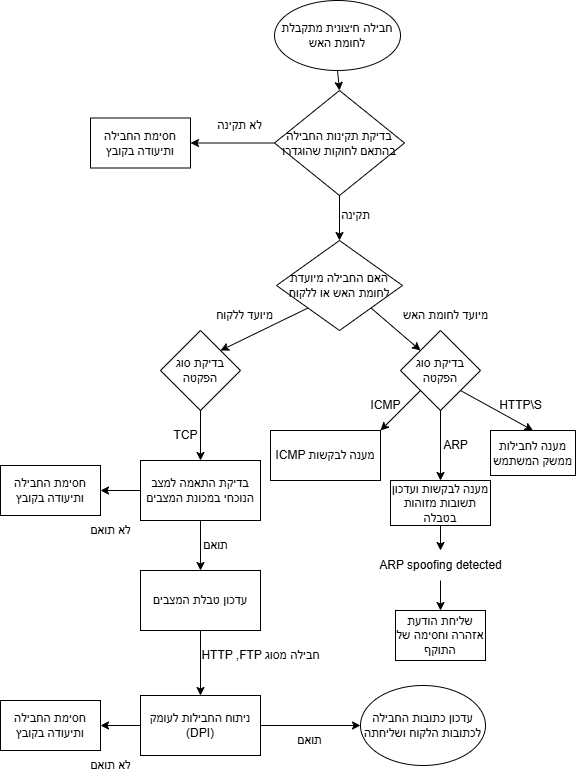 חבילה חיצונית מתקבלת
לחומת האש
בדיקת תקינות החבילה
בהתאם לחוקות שהוגדרו
לא תקינה
חסימת החבילה
ותיעודה בקובץ
תקינה
האם החבילה מיועדת
לחומת האש או ללקוח
מיועד לחומת האש
מיועד ללקוח
בדיקת סוג
הפקטה
בדיקת סוג
הפקטה
HTTP\S
ICMP
ARP
TCP
מענה לחבילות
ממשק המשתמש
מענה לבקשות ICMP
מענה לבקשות ועדכון
תשובות מזוהות
בטבלה
בדיקת התאמה למצב
הנוכחי במכונת המצבים
חסימת החבילה
ותיעודה בקובץ
לא תואם
תואם
ARP spoofing detected
עדכון טבלת המצבים
שליחת הודעת
אזהרה וחסימה של
התוקף
חבילה מסוג HTTP ,FTP
עדכון כתובות החבילה
לכתובות הלקוח ושליחתה
ניתוח החבילות לעומק
(DPI)
חסימת החבילה
ותיעודה בקובץ
תואם
לא תואם